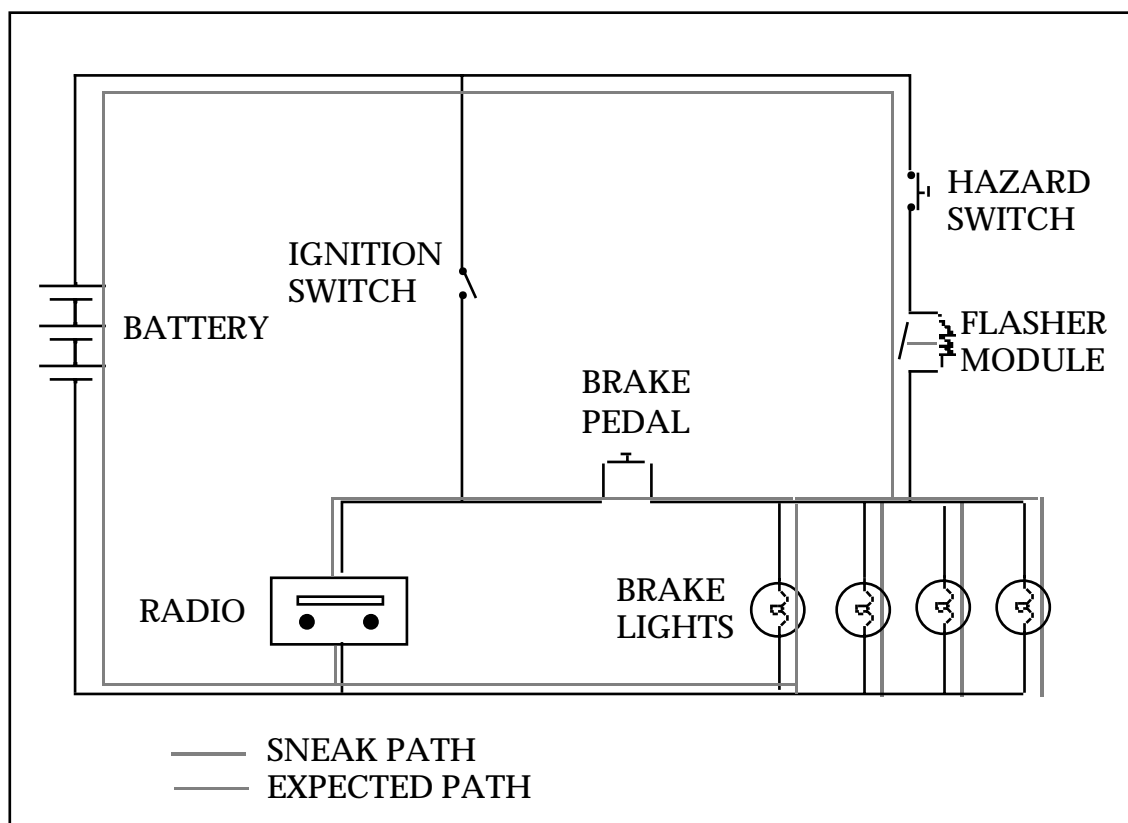 HAZARD
SWITCH
IGNITION
SWITCH
BATTERY
FLASHER
MODULE
BRAKE
PEDAL
RADIO
BRAKE
LIGHTS
SNEAK PATH
EXPECTED PATH